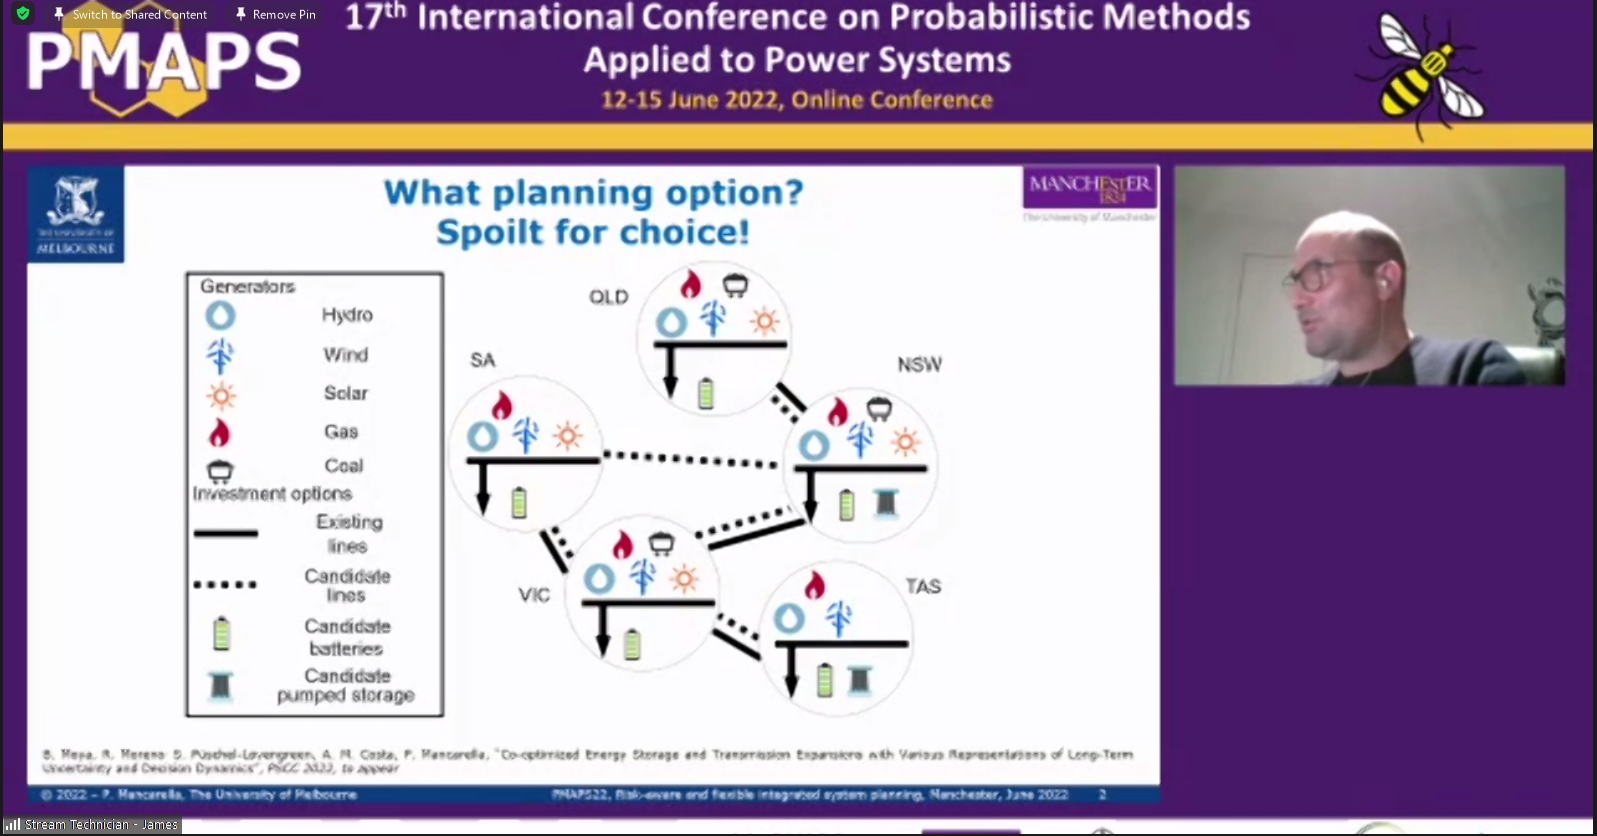 Switch to Shared Content
Remove Pin
PMAPS
17th International Conference on Probabilistic Methods
Applied to Power Systems
12-15 June 2022, Online Conference
THE UNIVERSITY OF
MELBOURNE
What planning option?
Spoilt for choice!
MANCHESTER
1824
The University of Manchester
Generators
Hydro
Wind
Solar
Gas
Coal
Investment options
Existing
lines
Candidate
lines
Candidate
batteries
Candidate
pumped storage
QLD
SA
NSW
VIC
TAS
B. Moya, R. Moreno, S. Püschel-Løvengreen, A. M. Costa, P. Mancarella, "Co-optimized Energy Storage and Transmission Expansions with Various Representations of Long-Term
Uncertainty and Decision Dynamics", PSCC 2022, to appear
© 2022 – P. Mancarella, The University of Melbourne
PMAPS22, Risk-aware and flexible integrated system planning, Manchester, June 2022
2
Stream Technician - James